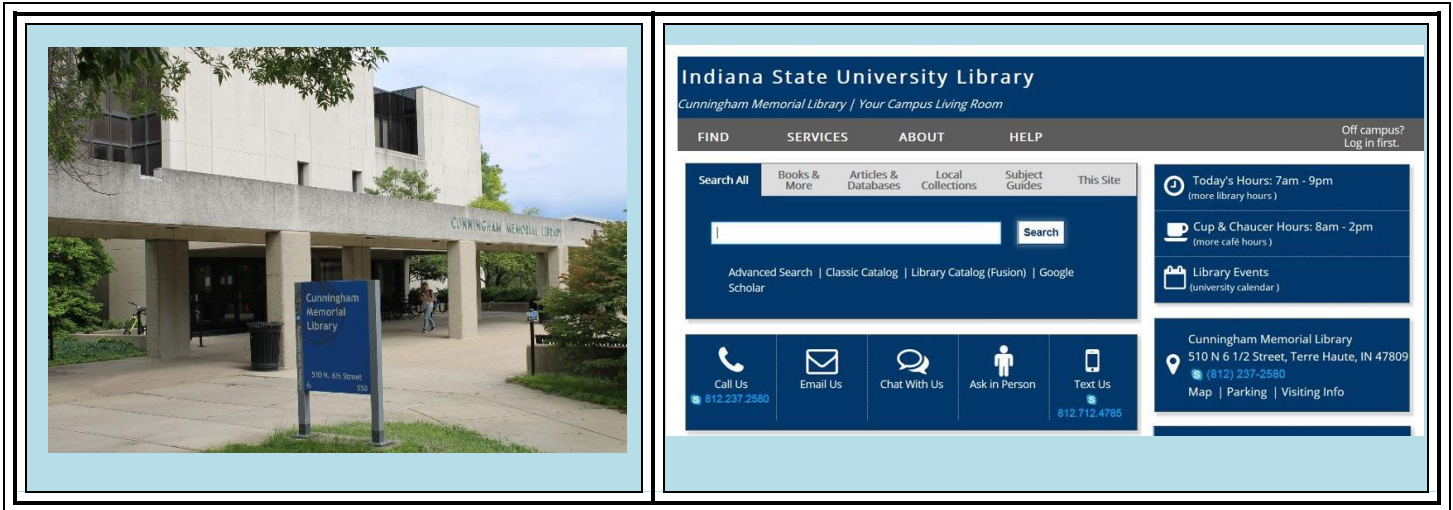 CUNNINGHAM MEMORIAL LIBRARY
Cunningham
Memorial
Library
510 N. 6½ Street
550
Indiana State University Library
Cunningham Memorial Library | Your Campus Living Room
FIND SERVICES ABOUT HELP
Off campus?
Log in first.
Search All
Books &
More
Articles &
Databases
Local
Collections
Subject
Guides
This Site
Search
Advanced Search | Classic Catalog | Library Catalog (Fusion) | Google
Scholar
Call Us
812.237.2580
Email Us
Chat With Us
Ask in Person
Text Us
812.712.4785
Today's Hours: 7am - 9pm
(more library hours )
Cup & Chaucer Hours: 8am - 2pm
(more café hours )
Library Events
(university calendar )
Cunningham Memorial Library
510 N 6 1/2 Street, Terre Haute, IN 47809
(812) 237-2580
Map | Parking | Visiting Info